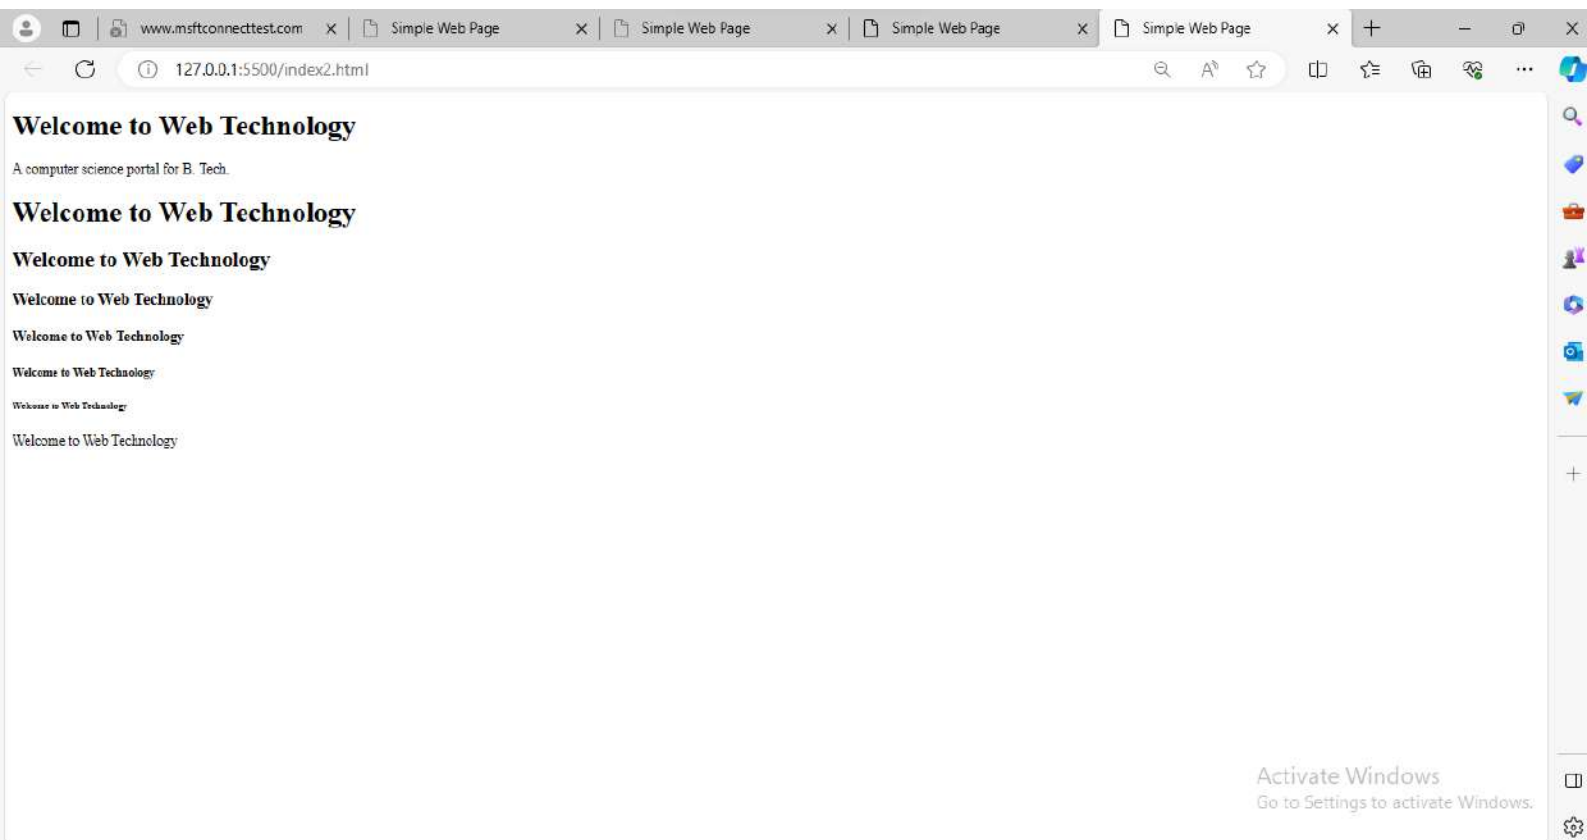 www.msftconnecttest.com
Simple Web Page
Simple Web Page
Simple Web Page
Simple Web Page
127.0.0.1:5500/index2.html
Welcome to Web Technology
A computer science portal for B. Tech.
Welcome to Web Technology
Welcome to Web Technology
Welcome to Web Technology
Welcome to Web Technology
Welcome to Web Technology
Welcome to Web Technology
Welcome to Web Technology
Activate Windows
Go to Settings to activate Windows.